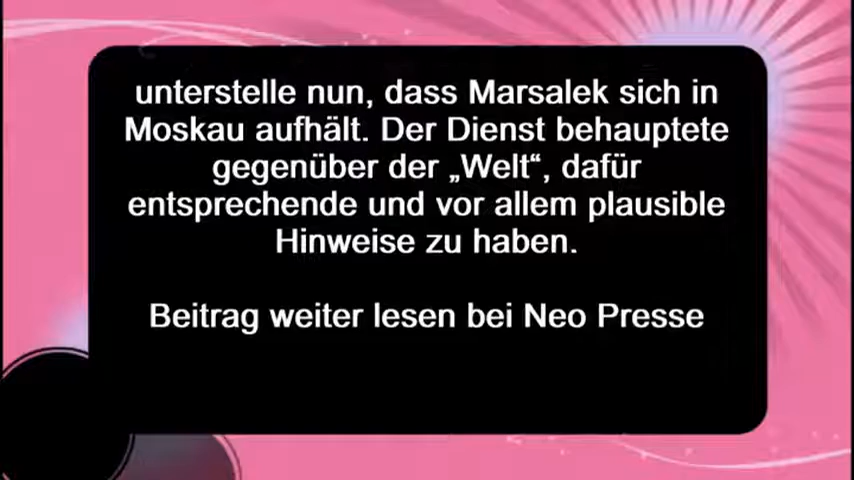 unterstelle nun, dass Marsalek sich in
Moskau aufhält. Der Dienst behauptete
gegenüber der „Welt“, dafür
entsprechende und vor allem plausible
Hinweise zu haben.
Beitrag weiter lesen bei Neo Presse